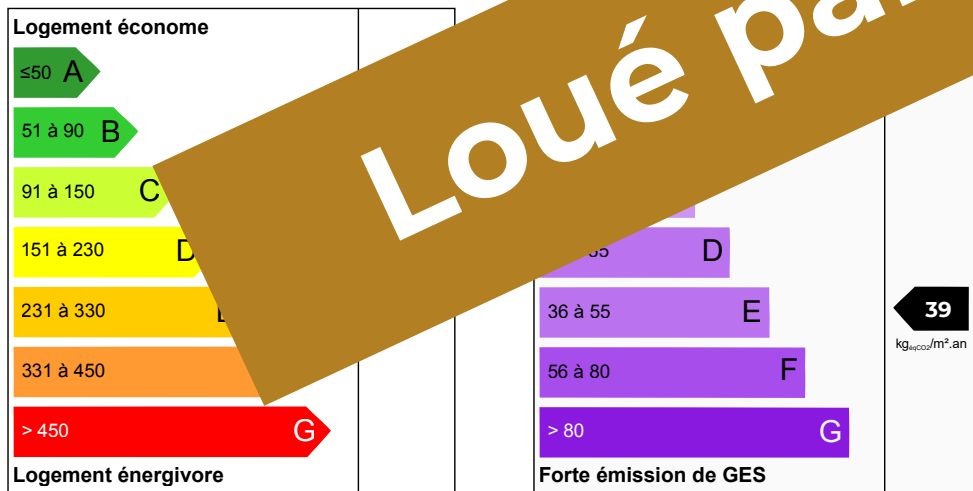 Logement économe
≤50 A
51 à 90 B
91 à 150 C
151 à 230 D
231 à 330
331 à 450
> 450 G
Logement énergivore
Loué
D
36 à 55 E
56 à 80 F
> 80 G
Forte émission de GES
39
kgéqCO2/m².an